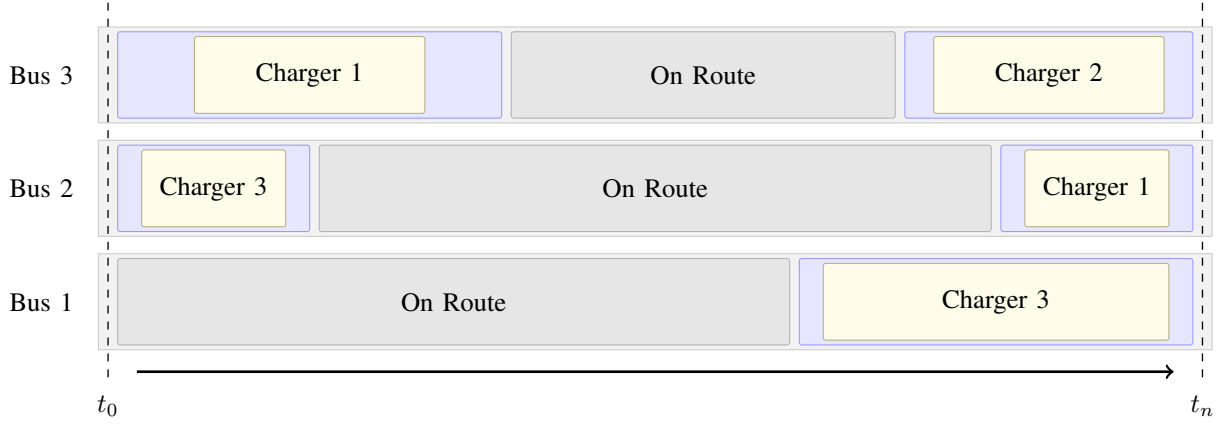 Bus 3
Charger 1
On Route
Charger 2
Bus 2
Charger 3
On Route
Charger 1
Bus 1
On Route
Charger 3
t₀
tₙ